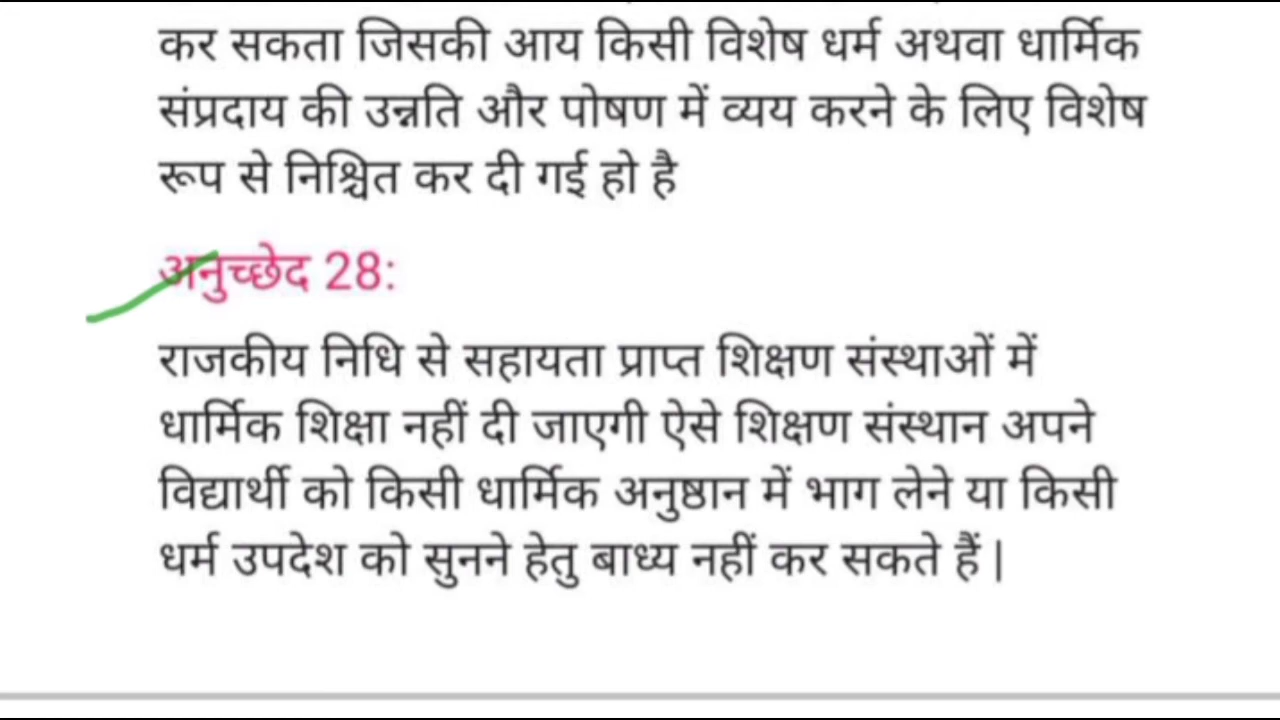 कर सकता जिसकी आय किसी विशेष धर्म अथवा धार्मिक
संप्रदाय की उन्नति और पोषण में व्यय करने के लिए विशेष
रूप से निश्चित कर दी गई हो है
अनुच्छेद 28:
राजकीय निधि से सहायता प्राप्त शिक्षण संस्थाओं में
धार्मिक शिक्षा नहीं दी जाएगी ऐसे शिक्षण संस्थान अपने
विद्यार्थी को किसी धार्मिक अनुष्ठान में भाग लेने या किसी
धर्म उपदेश को सुनने हेतु बाध्य नहीं कर सकते हैं |